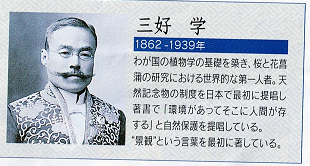 三好 学
1862-1939年
わが国の植物学の基礎を築き、桜と花菖
蒲の研究における世界的な第一人者。天
然記念物の制度を日本で最初に提唱し
著書で「環境があってそこに人間が存
する」と自然保護を提唱している。
“景観”という言葉を最初に著している。